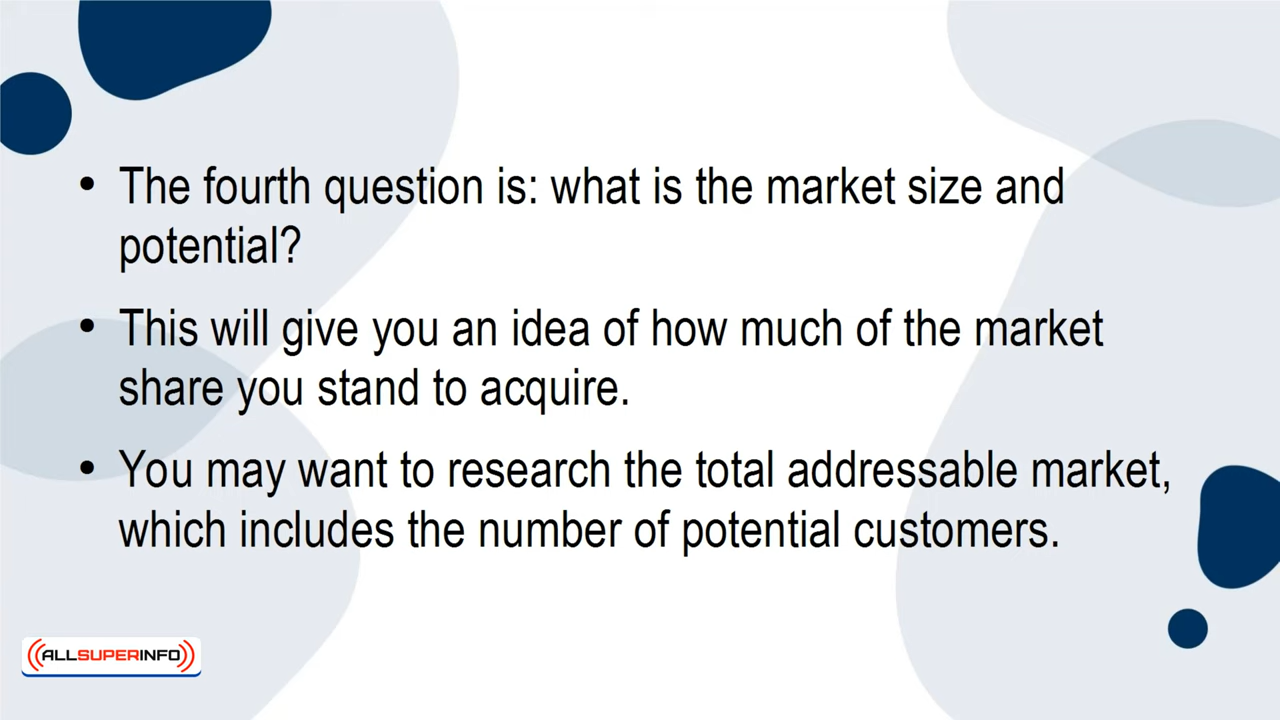 • The fourth question is: what is the market size and
potential?
• This will give you an idea of how much of the market
share you stand to acquire.
• You may want to research the total addressable market,
which includes the number of potential customers.
((ALLSUPERINFO))